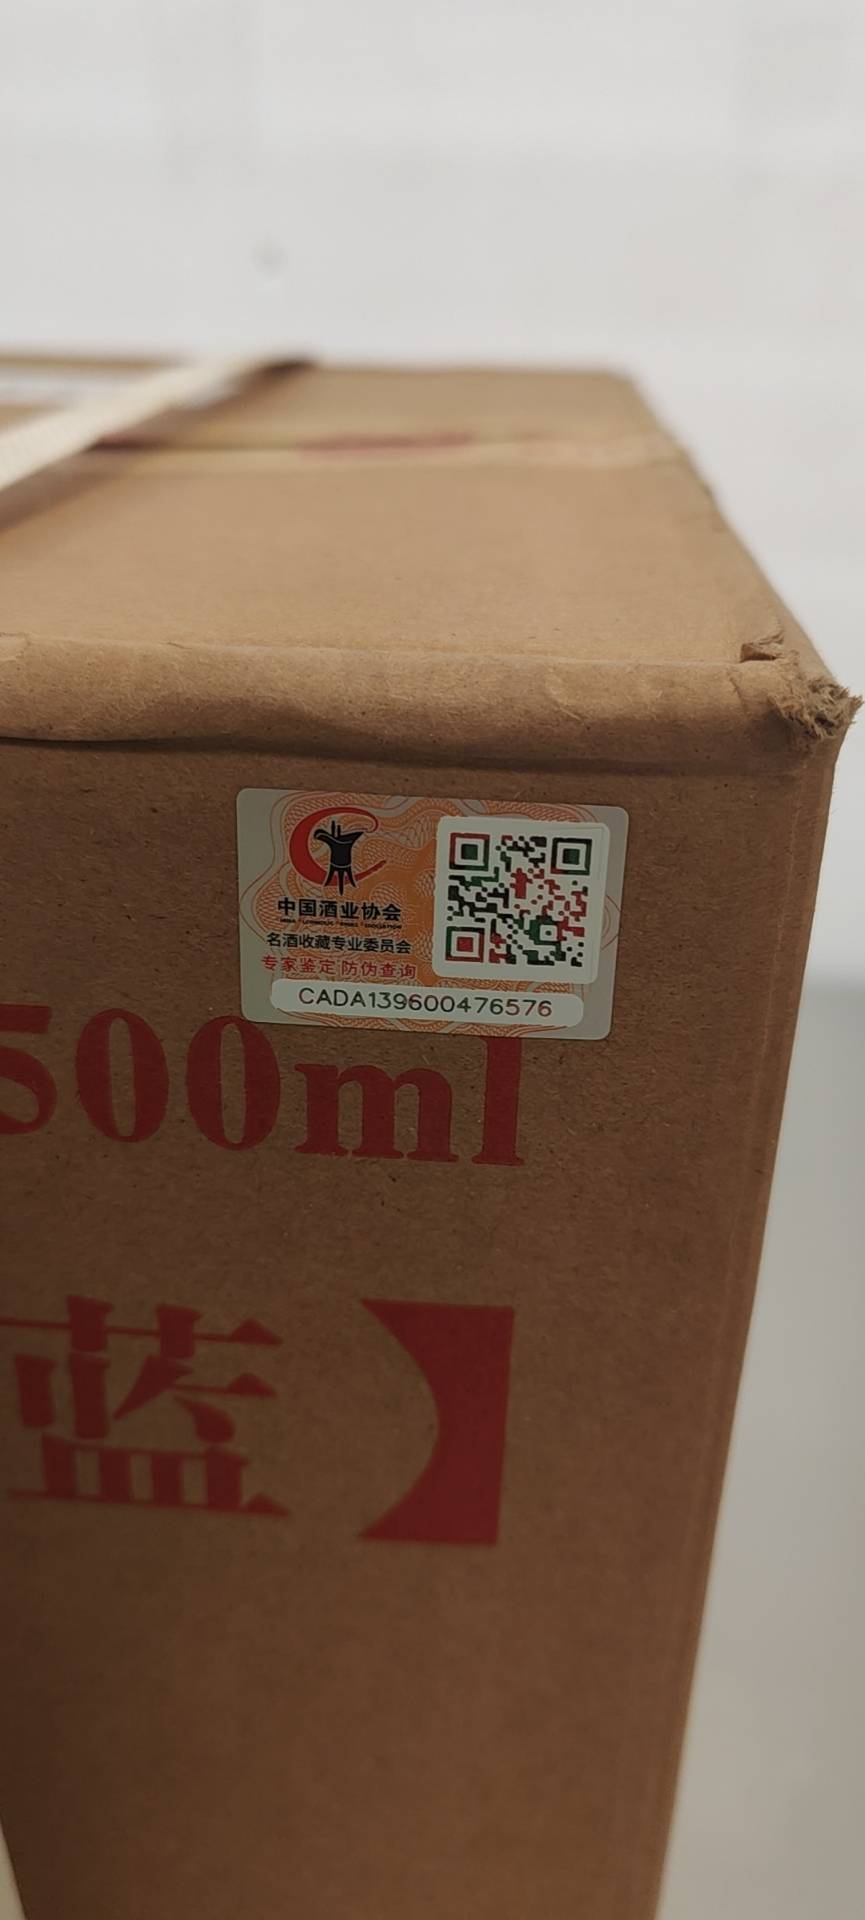 中国酒业协会
名酒收藏专业委员会
专家鉴定 防伪查询
CADA139600476576
500ml
蓝】